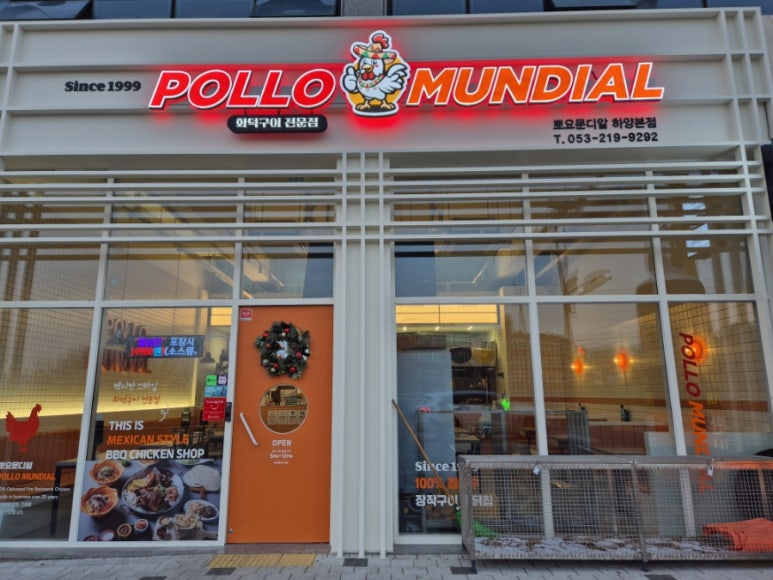 Since 1999
POLLO MUNDIAL
화덕구이 전문점
뽀요문디알 하양본점
T. 053-219-9292
POLLO
포장시
멕시칸 스타일
화덕구이 전문점
THIS IS
MEXICAN STYLE
BBQ CHICKEN SHOP
뽀요문디알
POLLO MUNDIAL
OPEN
5PM-12PM
Since 1999
100%
장작구이
POLLO MUN